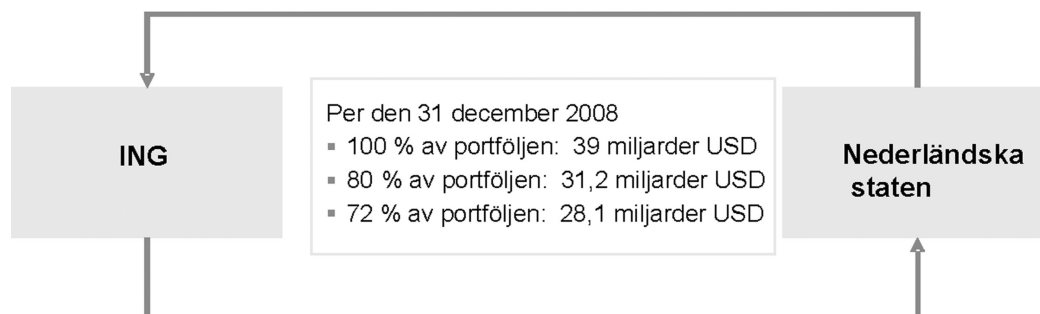 ING
Per den 31 december 2008
▪ 100 % av portföljen: 39 miljarder USD
▪ 80 % av portföljen: 31,2 miljarder USD
▪ 72 % av portföljen: 28,1 miljarder USD
Nederländska
staten